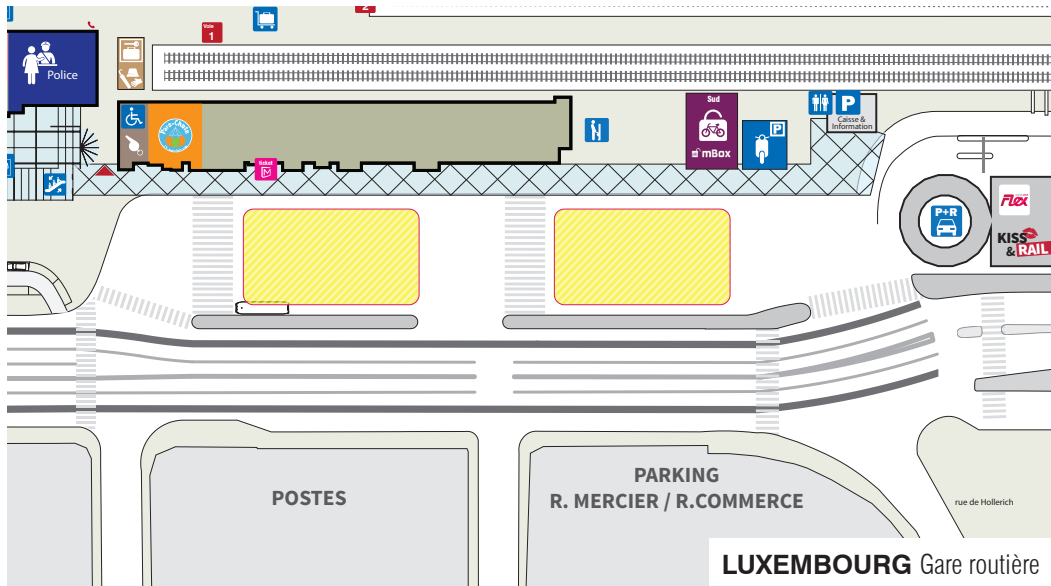 2
Voie
1
Police
Sud
mBox
P
P
Caisse &
Information
ticket
M
P+R
Flex
KISS
& RAIL
POSTES
PARKING
R. MERCIER / R.COMMERCE
rue de Hollerich
LUXEMBOURG Gare routière